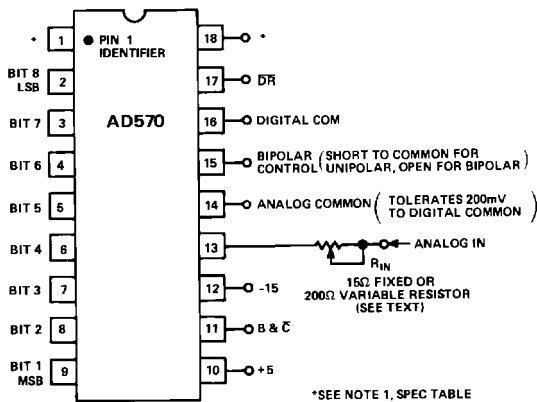 * 1
● PIN 1
IDENTIFIER
18 *
BIT 8
LSB
2
17 D̅R̅
BIT 7 3
AD570
16 DIGITAL COM
BIT 6 4
15 BIPOLAR CONTROL (SHORT TO COMMON FOR
UNIPOLAR, OPEN FOR BIPOLAR)
BIT 5 5
14 ANALOG COMMON (TOLERATES 200mV
TO DIGITAL COMMON)
BIT 4 6
13 ANALOG IN
RIN
15Ω FIXED OR
200Ω VARIABLE RESISTOR
(SEE TEXT)
BIT 3 7
12 -15
BIT 2 8
11 B & C̅
BIT 1
MSB
9
10 +5
*SEE NOTE 1, SPEC TABLE